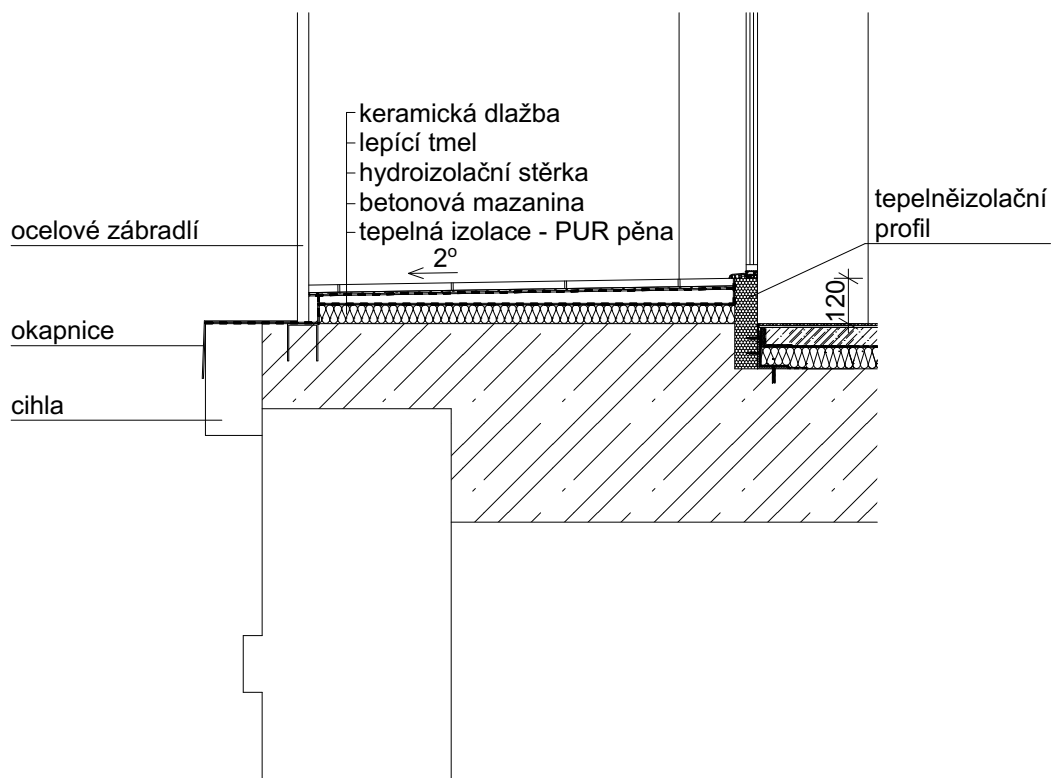 keramická dlažba
lepící tmel
hydroizolační stěrka
betonová mazanina
tepelná izolace - PUR pěna
2°
ocelové zábradlí
okapnice
cihla
tepelněizolační
profil
120